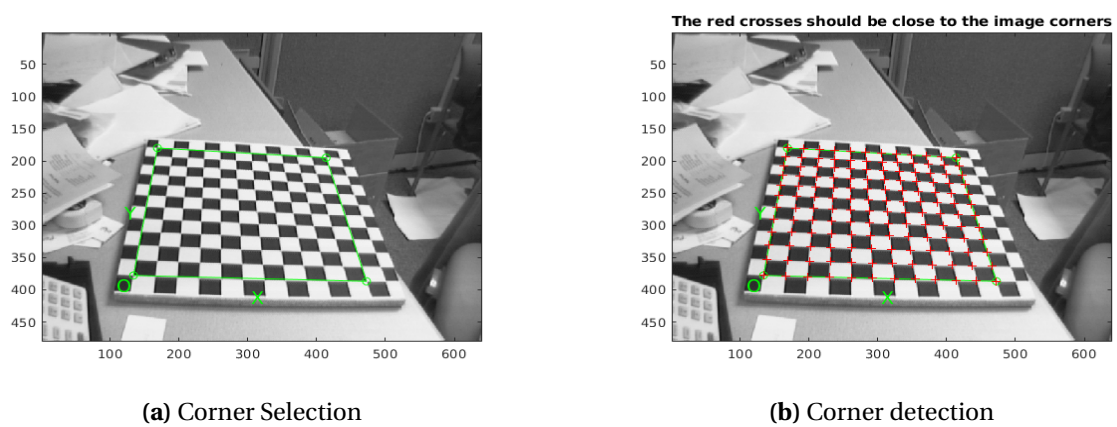 50
100
150
200
250
300
350
400
450
100 200 300 400 500 600
O
X
Y
(a) Corner Selection
The red crosses should be close to the image corners
50
100
150
200
250
300
350
400
450
100 200 300 400 500 600
O
X
Y
(b) Corner detection